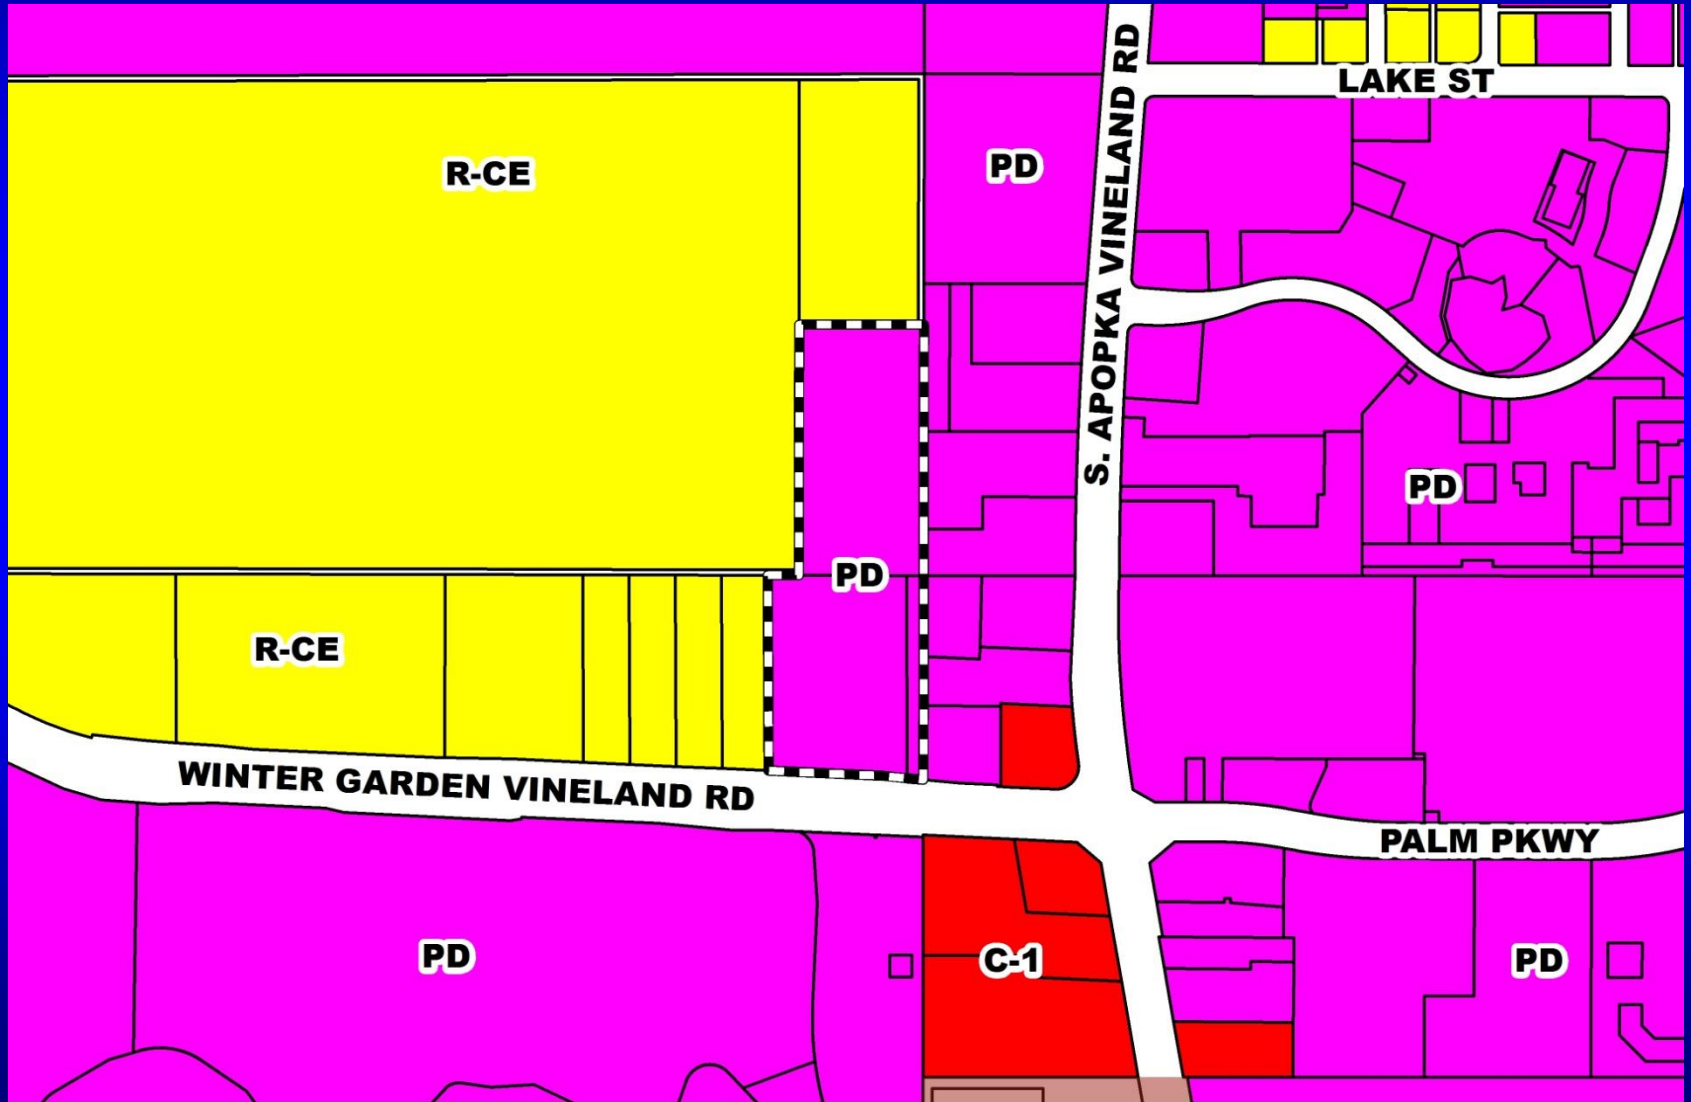 LAKE ST
R-CE
PD
S. APOPKA VINELAND RD
PD
PD
R-CE
WINTER GARDEN VINELAND RD
PALM PKWY
PD
C-1
PD